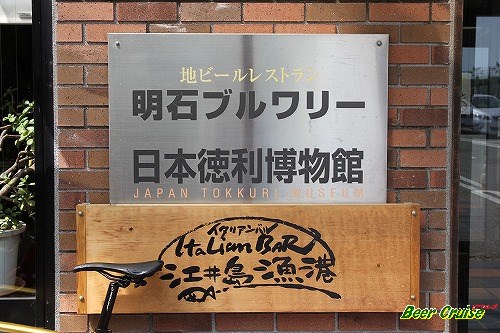 地ビールレストラン
明石ブルワリー
日本徳利博物館
JAPAN TOKKURI MUSEUM
イタリアンバル
Italian BAR
江井島漁港
Beer Cruise